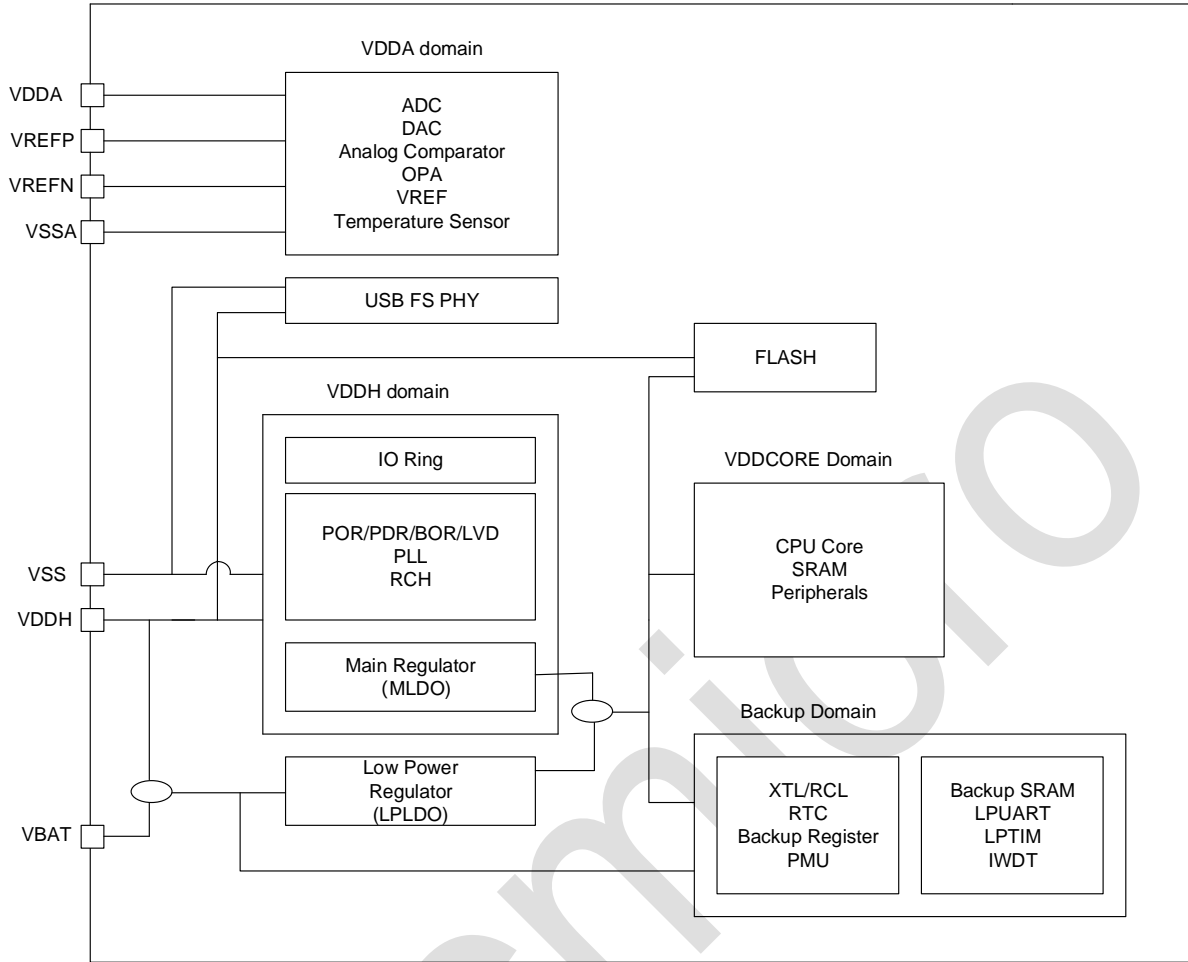 VDDA domain
VDDA
VREFP
VREFN
VSSA
ADC
DAC
Analog Comparator
OPA
VREF
Temperature Sensor
USB FS PHY
FLASH
VDDH domain
IO Ring
POR/PDR/BOR/LVD
PLL
RCH
VSS
VDDH
Main Regulator
(MLDO)
VDDCORE Domain
CPU Core
SRAM
Peripherals
Low Power
Regulator
(LPLDO)
VBAT
Backup Domain
XTL/RCL
RTC
Backup Register
PMU
Backup SRAM
LPUART
LPTIM
IWDT
smicro